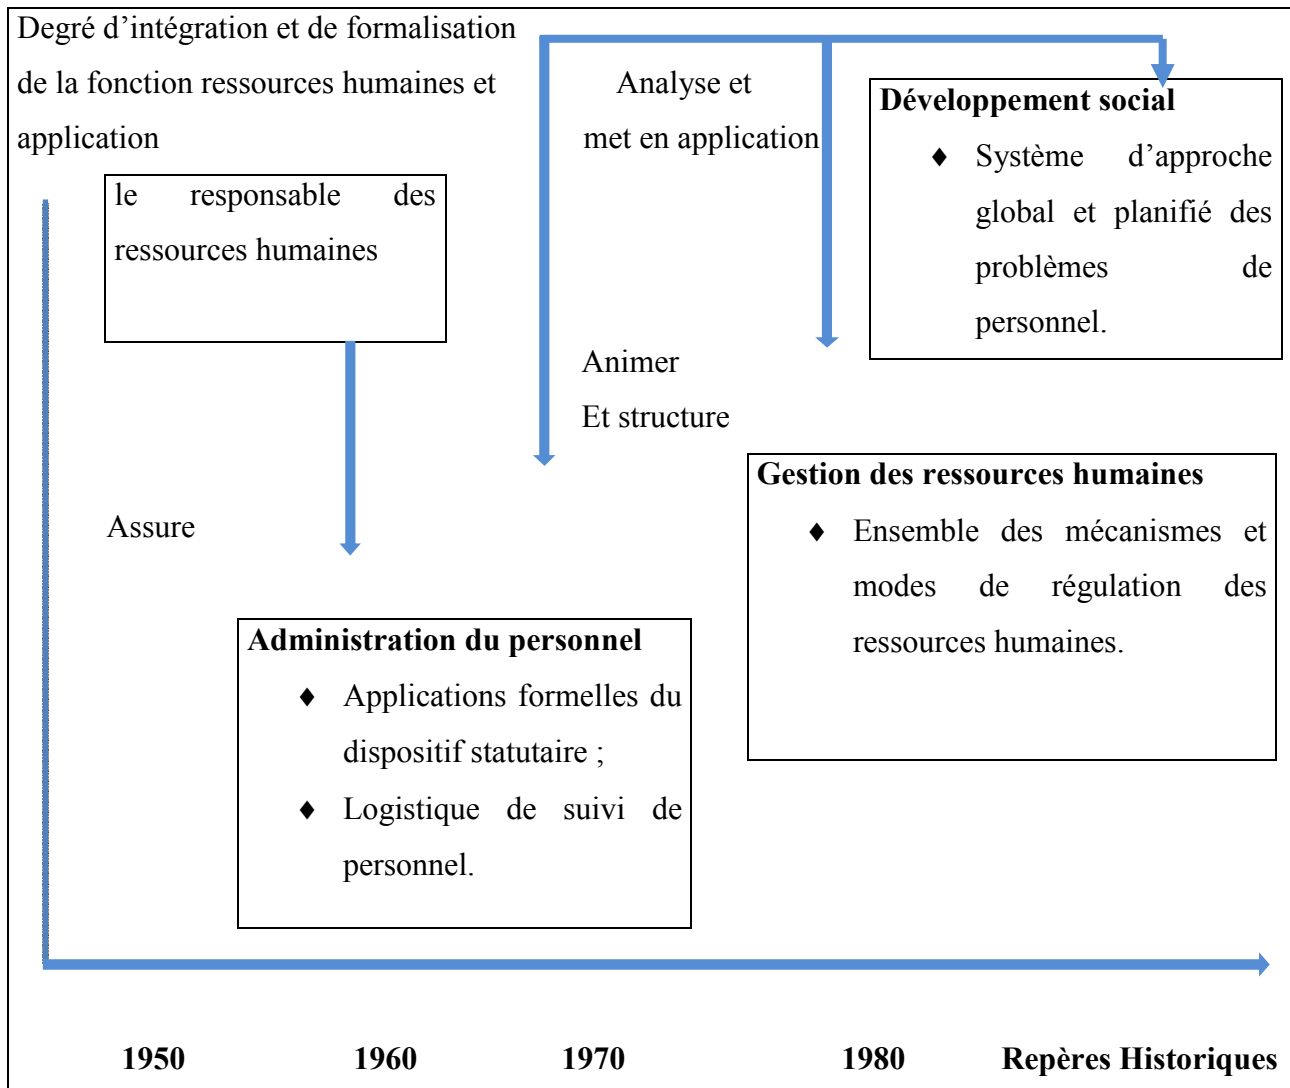 Degré d’intégration et de formalisation
de la fonction ressources humaines et
application
Analyse et
met en application
Développement social
♦ Système d’approche
global et planifié des
problèmes de
personnel.
le responsable des
ressources humaines
Animer
Et structure
Gestion des ressources humaines
♦ Ensemble des mécanismes et
modes de régulation des
ressources humaines.
Assure
Administration du personnel
♦ Applications formelles du
dispositif statutaire ;
♦ Logistique de suivi de
personnel.
1950 1960 1970 1980 Repères Historiques